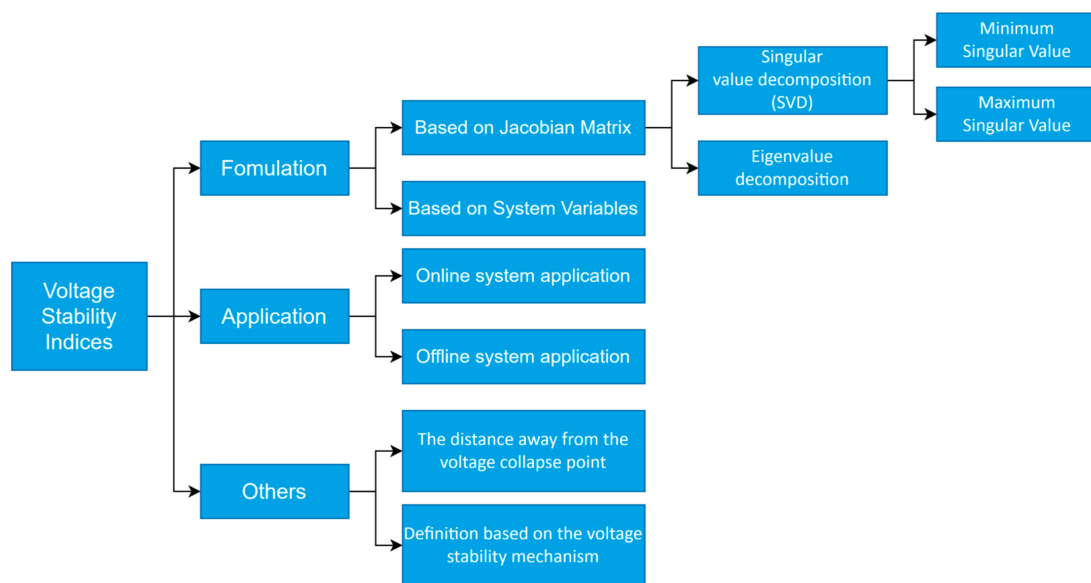 Voltage
Stability
Indices
Fomulation
Based on Jacobian Matrix
Singular
value decomposition
(SVD)
Minimum
Singular Value
Maximum
Singular Value
Eigenvalue
decomposition
Based on System Variables
Application
Online system application
Offline system application
Others
The distance away from the
voltage collapse point
Definition based on the voltage
stability mechanism